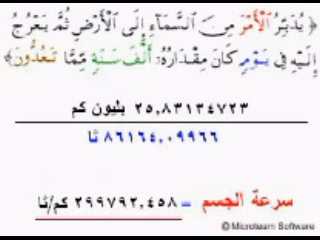 ﴿ يُدَبِّرُ الْأَمْرَ مِنَ السَّمَاءِ إِلَى الْأَرْضِ ثُمَّ يَعْرُجُ
إِلَيْهِ فِي يَوْمٍ كَانَ مِقْدَارُهُ أَلْفَ سَنَةٍ مِمَّا تَعُدُّونَ ﴾
٢٥,٨٣١٣٤٧٢٣ بليون كم
٨٦١٦٤,٠٩٩٦٦ ثا
سرعة الجسم = ٢٩٩٧٩٢,٤٥٨ كم/ثا
© Microteam Software